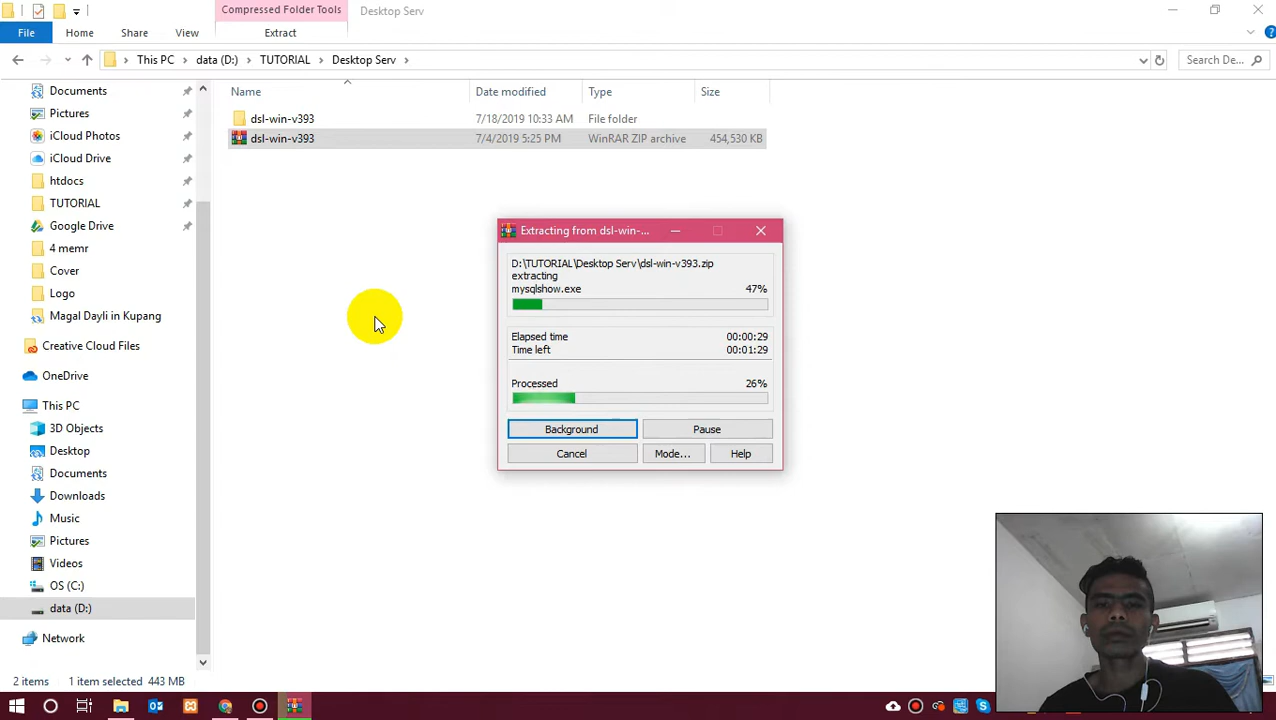 Compressed Folder Tools
Desktop Serv
File
Home
Share
View
Extract
This PC
data (D:)
TUTORIAL
Desktop Serv
Search De...
Name
Date modified
Type
Size
dsl-win-v393
7/18/2019 10:33 AM
File folder
dsl-win-v393
7/4/2019 5:25 PM
WinRAR ZIP archive
454,530 KB
Documents
Pictures
iCloud Photos
iCloud Drive
htdocs
TUTORIAL
Google Drive
4 memr
Cover
Logo
Magal Dayli in Kupang
Creative Cloud Files
OneDrive
This PC
3D Objects
Desktop
Documents
Downloads
Music
Pictures
Videos
OS (C:)
data (D:)
Network
Extracting from dsl-win-...
D:\TUTORIAL\Desktop Serv\dsl-win-v393.zip
extracting
mysqlshow.exe
47%
Elapsed time
00:00:29
Time left
00:01:29
Processed
26%
Background
Pause
Cancel
Mode...
Help
2 items
1 item selected 443 MB